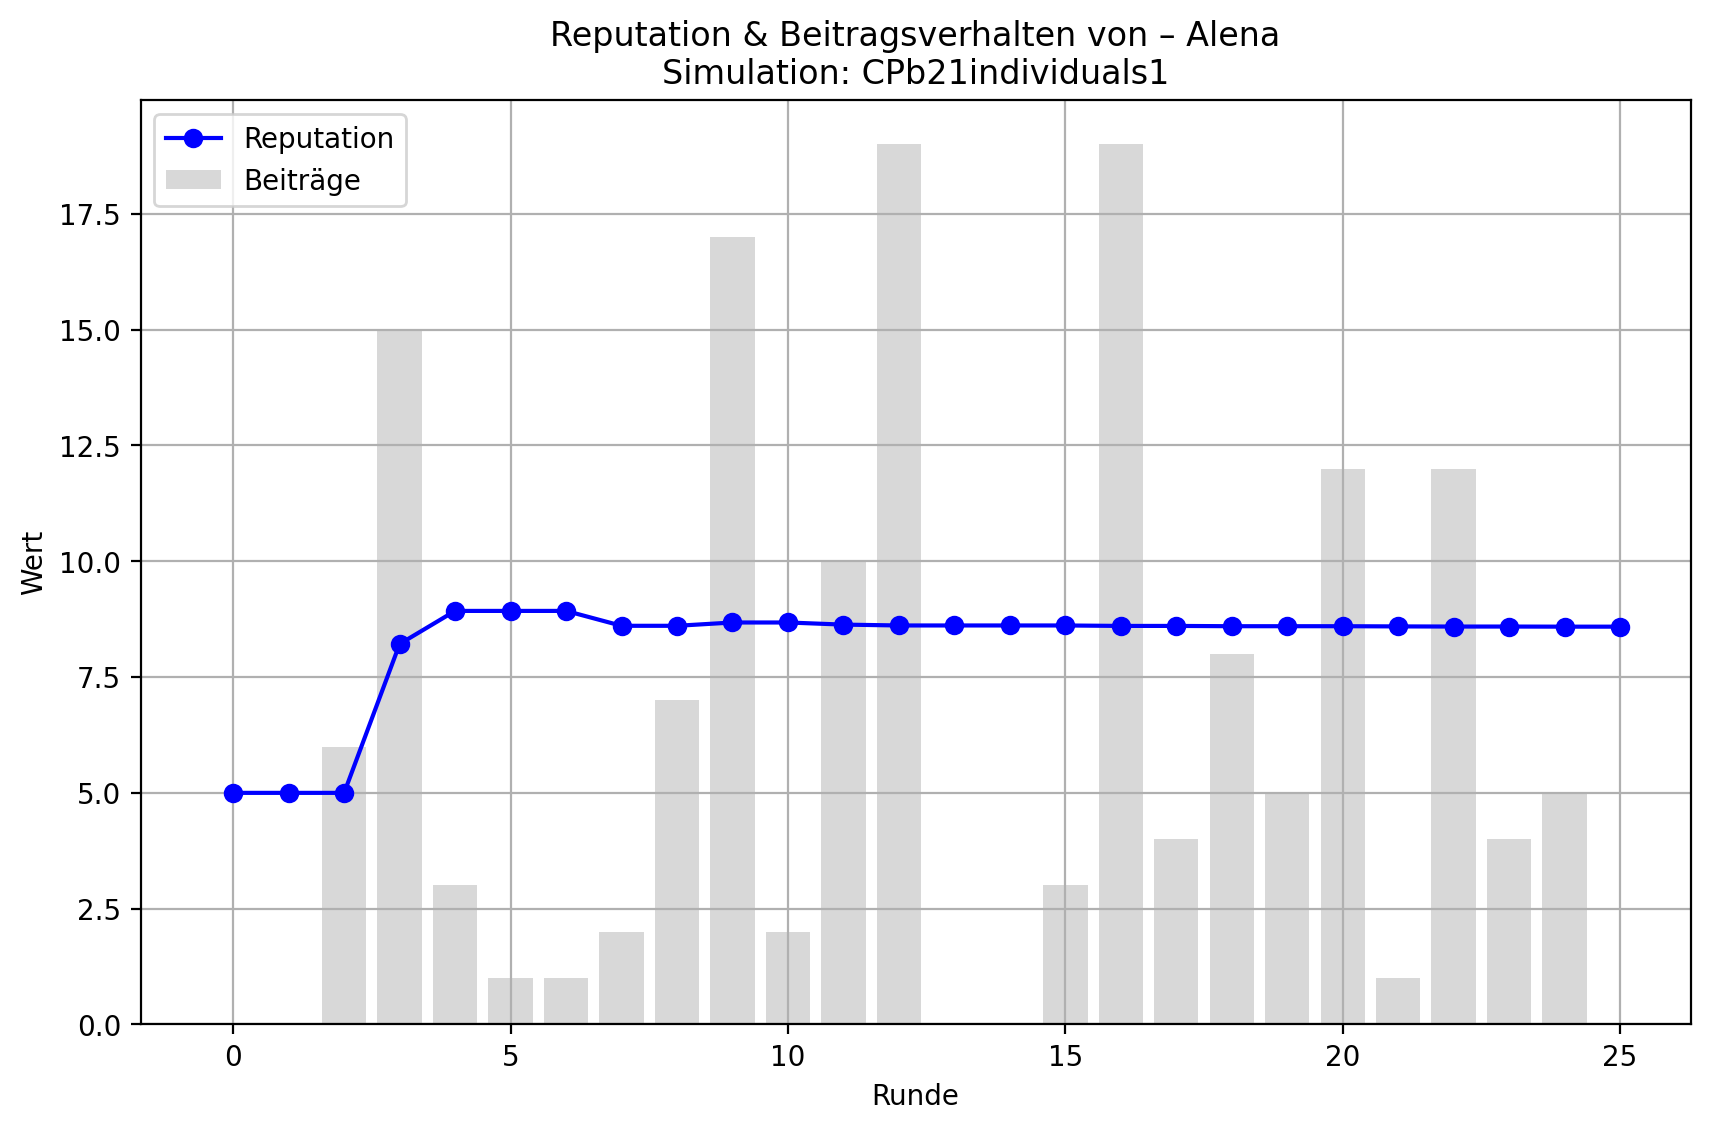 Reputation & Beitragsverhalten von – Alena
Simulation: CPb21individuals1
Reputation
Beiträge
17.5
15.0
12.5
10.0
7.5
5.0
2.5
0.0
Wert
0 5 10 15 20 25
Runde